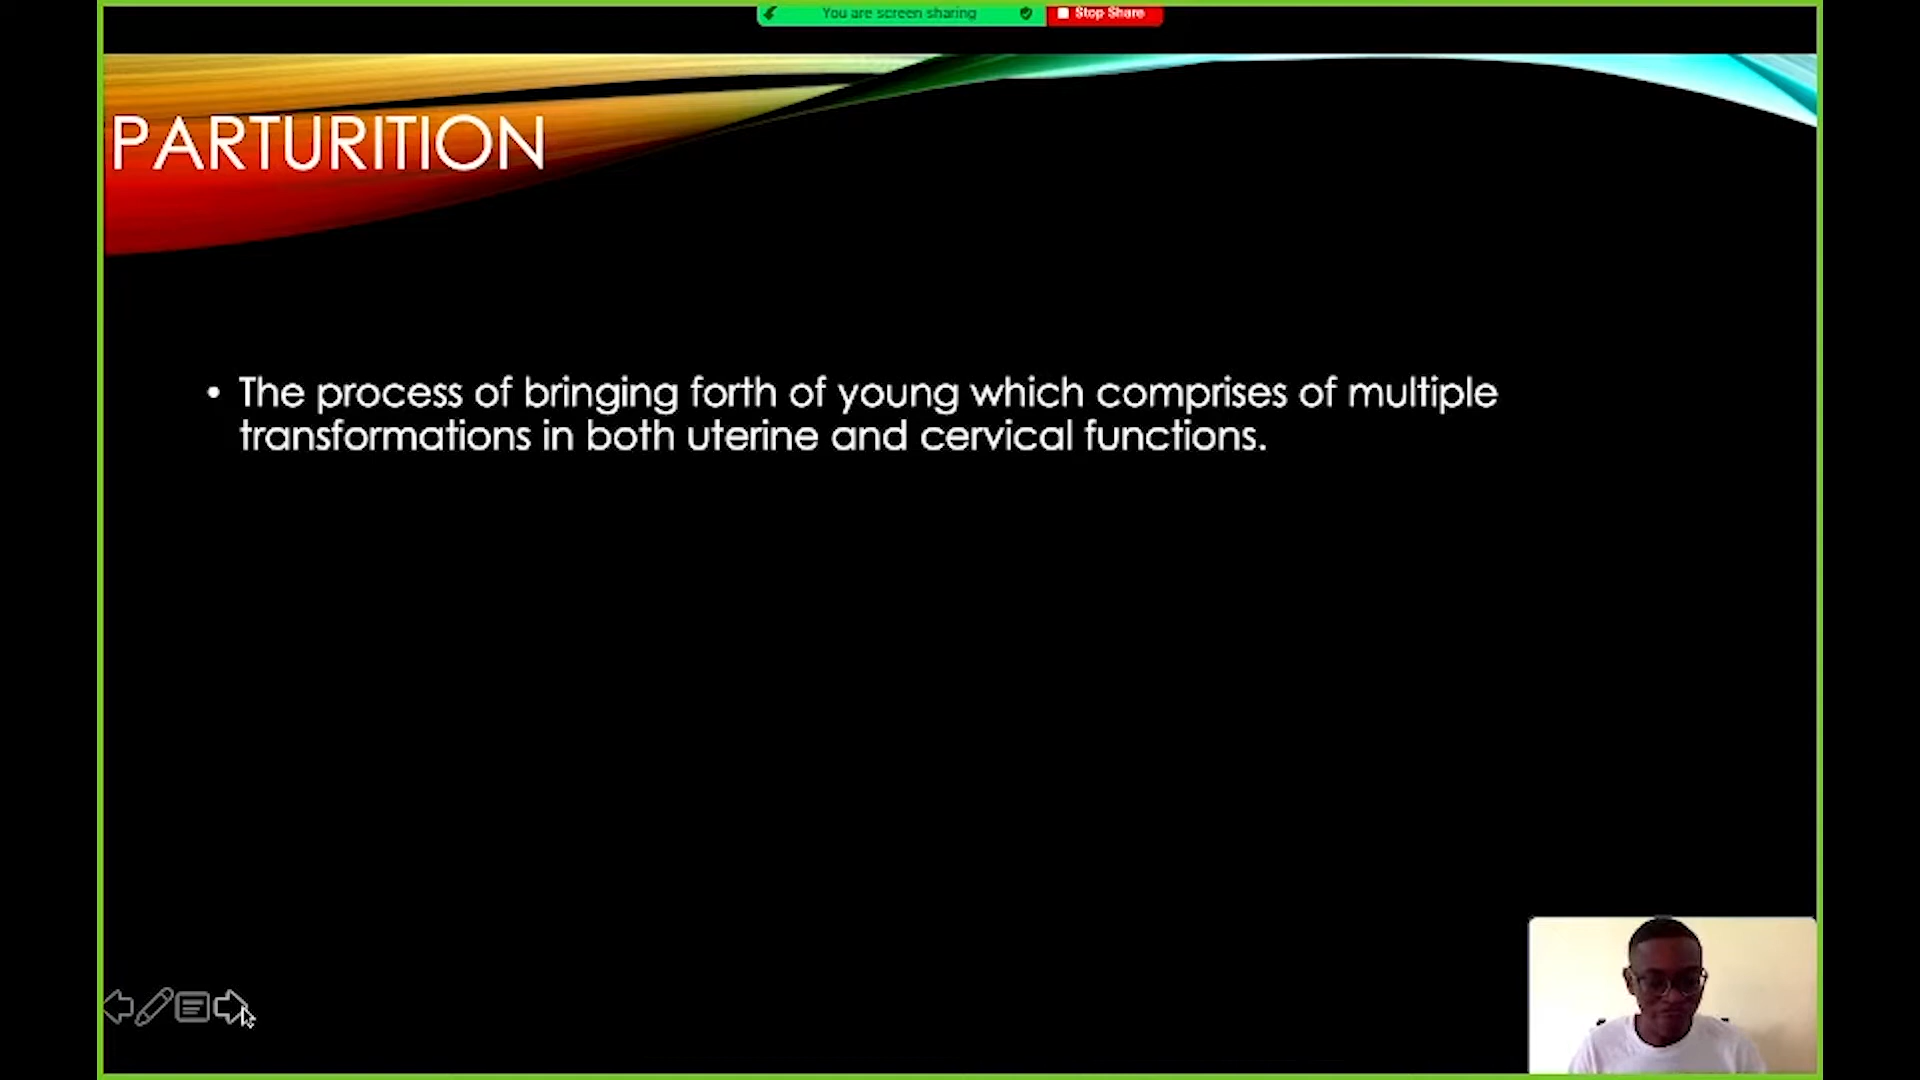 You are screen sharing
Stop Share
PARTURITION
• The process of bringing forth of young which comprises of multiple
transformations in both uterine and cervical functions.